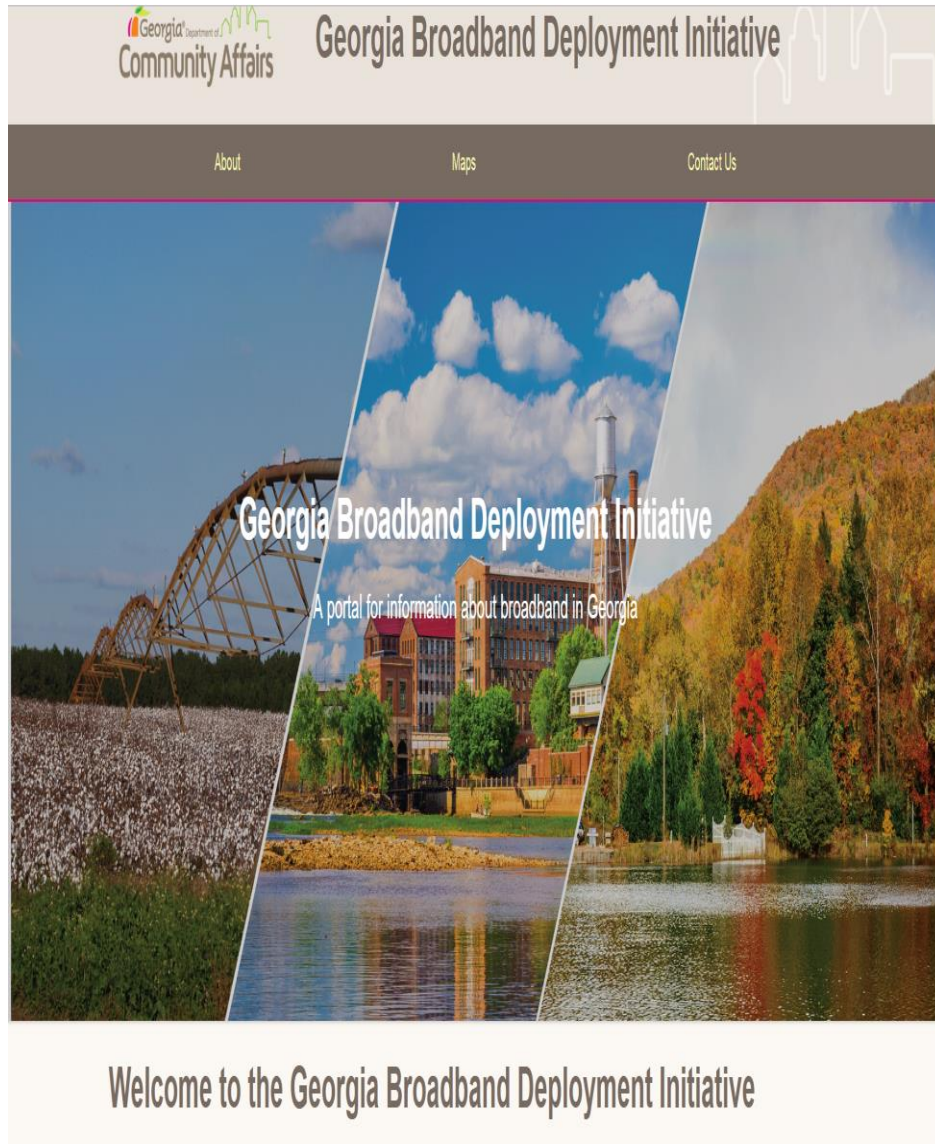 Georgia® Department of
Community Affairs
Georgia Broadband Deployment Initiative
About Maps Contact Us
Georgia Broadband Deployment Initiative
A portal for information about broadband in Georgia
Welcome to the Georgia Broadband Deployment Initiative